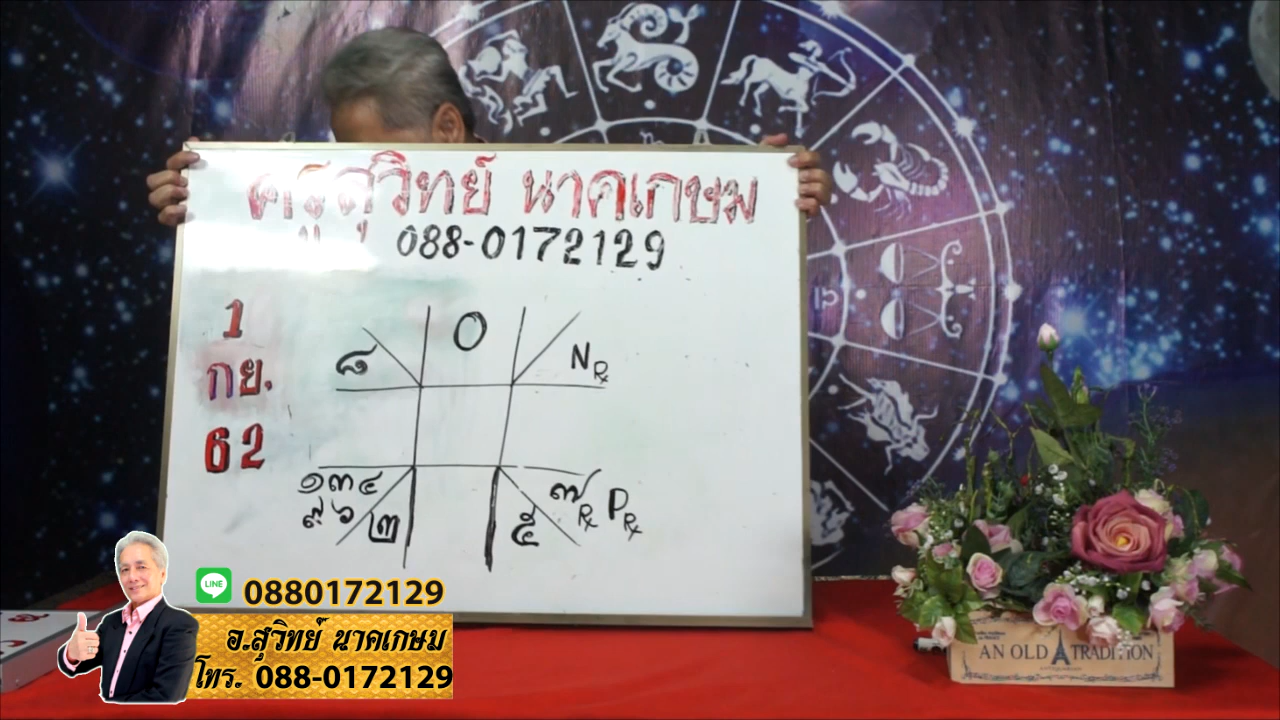 ครูสุวิทย์ นาคเกษม
088-0172129
1
กย.
62
๘
0
N R
๑ ๓ ๔
๙ ๖
๒
๕
๗ R P R
LINE
0880172129
อ.สุวิทย์ นาคเกษม
โทร. 088-0172129
AN OLD TRADITION